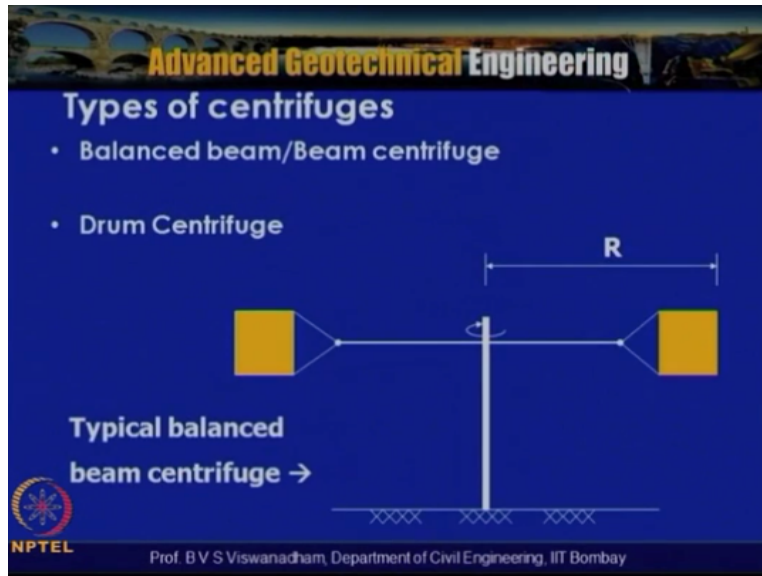 Advanced Geotechnical Engineering
Types of centrifuges
• Balanced beam/Beam centrifuge
• Drum Centrifuge
R
Typical balanced
beam centrifuge →
NPTEL
Prof. B V S Viswanadham, Department of Civil Engineering, IIT Bombay